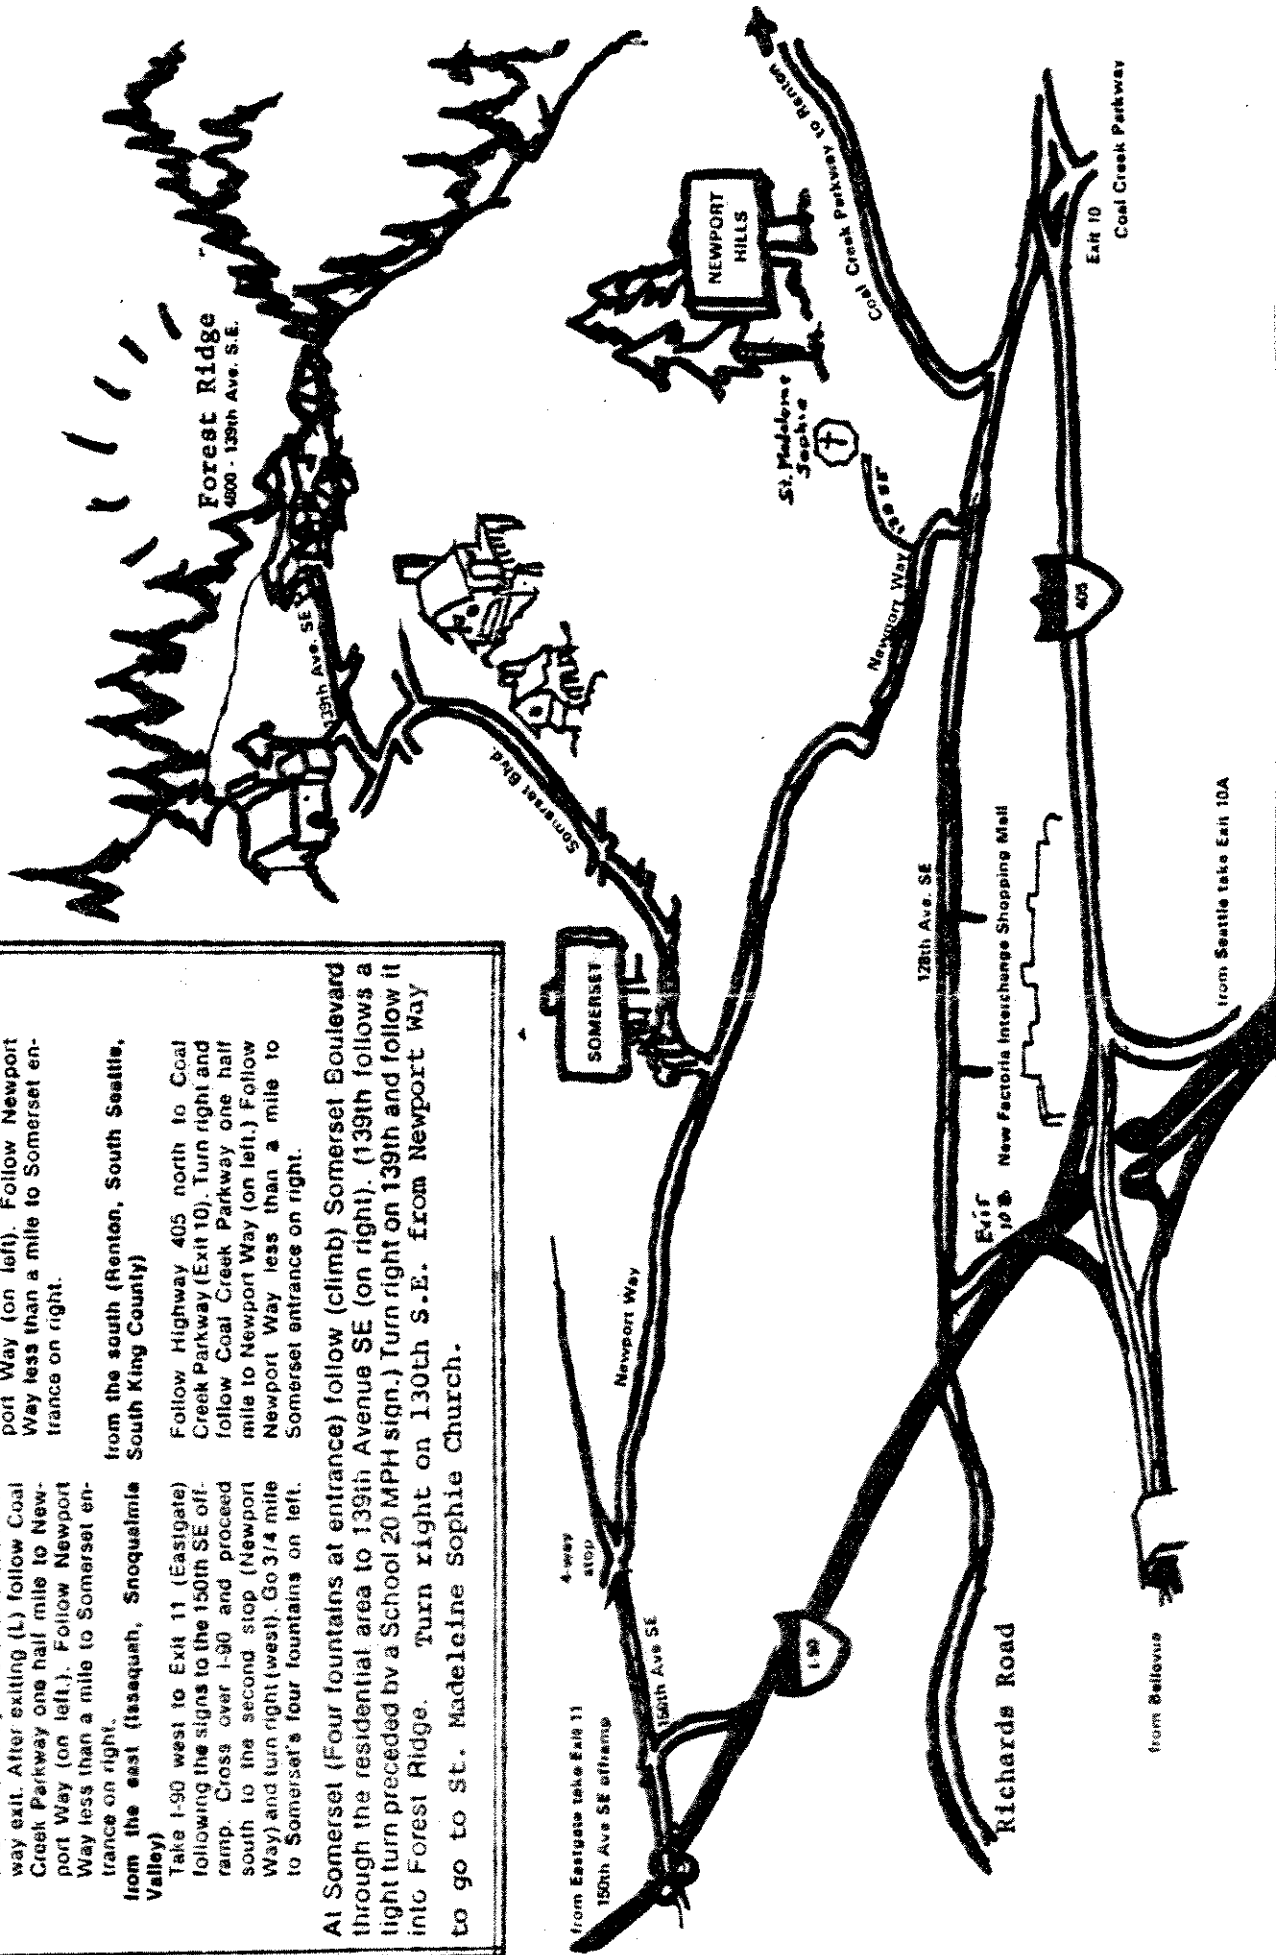 way exit. After exiting (L) follow Coal
Creek Parkway one half mile to New-
port Way (on left.). Follow Newport
Way less than a mile to Somerset en-
trance on right.
from the east (Issaquah, Snoqualmie
Valley)
Take I-90 west to Exit 11 (Eastgate)
following the signs to the 150th SE off-
ramp. Cross over I-90 and proceed
south to the second stop (Newport
Way) and turn right (west). Go 3/4 mile
to Somerset's four fountains on left.
port Way (on left). Follow Newport
Way less than a mile to Somerset en-
trance on right.
from the south (Renton, South Seattle,
South King County)
Follow Highway 405 north to Coal
Creek Parkway (Exit 10). Turn right and
follow Coal Creek Parkway one half
mile to Newport Way (on left.) Follow
Newport Way less than a mile to
Somerset entrance on right.
At Somerset (Four fountains at entrance) follow (climb) Somerset Boulevard
through the residential area to 139th Avenue SE (on right). (139th follows a
light turn preceded by a School 20 MPH sign.) Turn right on 139th and follow it
into Forest Ridge. Turn right on 130th S.E. from Newport Way
to go to St. Madeleine Sophie Church.
Forest Ridge
4800 - 139th Ave. S.E.
139th Ave. SE
Somerset Blvd.
SOMERSET
NEWPORT
HILLS
St. Madeleine
Sophie
130 SE
Coal Creek Parkway to Renton
Newport Way
Newport Way
4-way
stop
150th Ave SE
from Eastgate take Exit 11
150th Ave SE offramp
I-90
128th Ave. SE
Exit
10 B
New Factoria Interchange Shopping Mall
405
Exit 10
Coal Creek Parkway
from Seattle take Exit 10A
Richards Road
from Bellevue